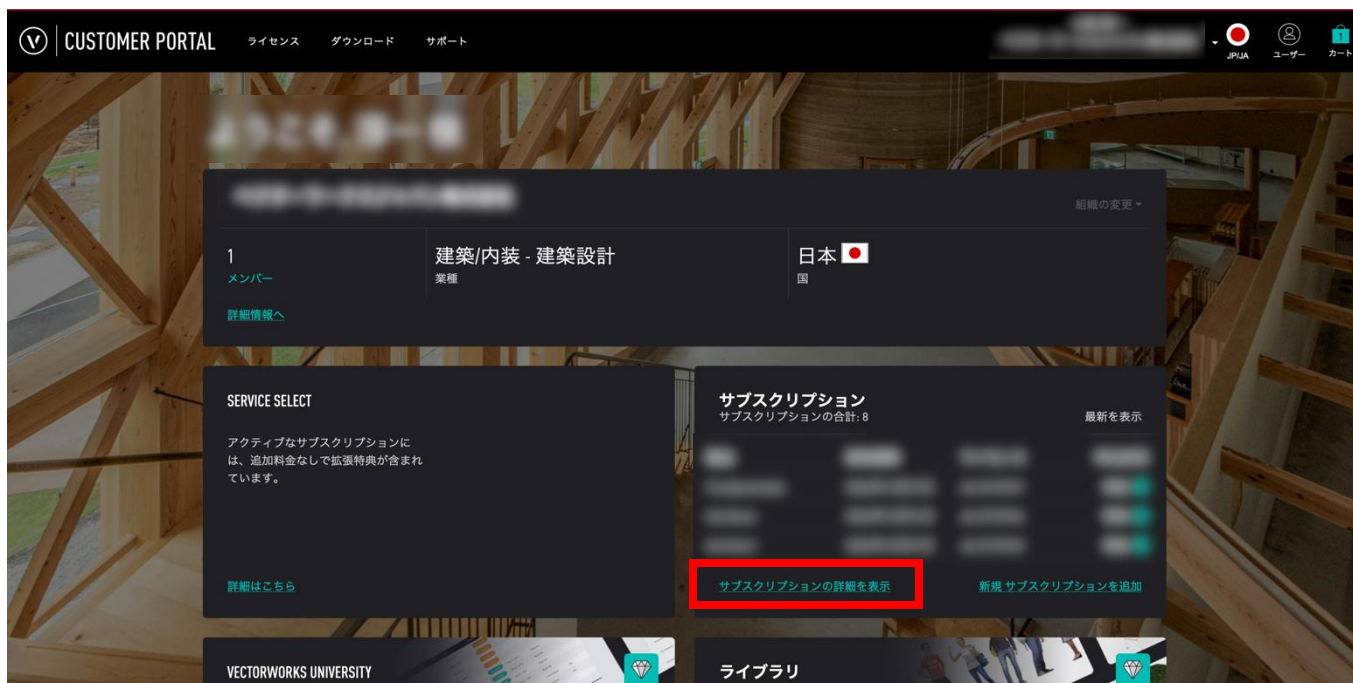 CUSTOMER PORTAL ライセンス ダウンロード サポート
JP/JA ユーザー 1 カート
組織の変更
1 建築/内装 - 建築設計 日本
メンバー 業種 国
詳細情報へ
SERVICE SELECT
アクティブなサブスクリプションに
は、追加料金なしで拡張特典が含まれ
ています。
詳細はこちら
サブスクリプション
サブスクリプションの合計: 8 最新を表示
サブスクリプションの詳細を表示 新規 サブスクリプションを追加
VECTORWORKS UNIVERSITY ライブラリ